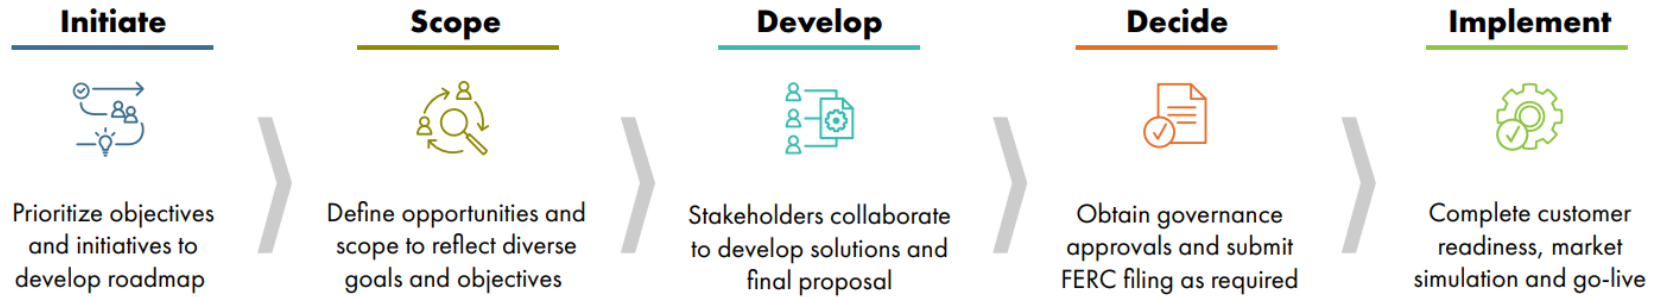 Initiate
Prioritize objectives
and initiatives to
develop roadmap
Scope
Define opportunities and
scope to reflect diverse
goals and objectives
Develop
Stakeholders collaborate
to develop solutions and
final proposal
Decide
Obtain governance
approvals and submit
FERC filing as required
Implement
Complete customer
readiness, market
simulation and go-live